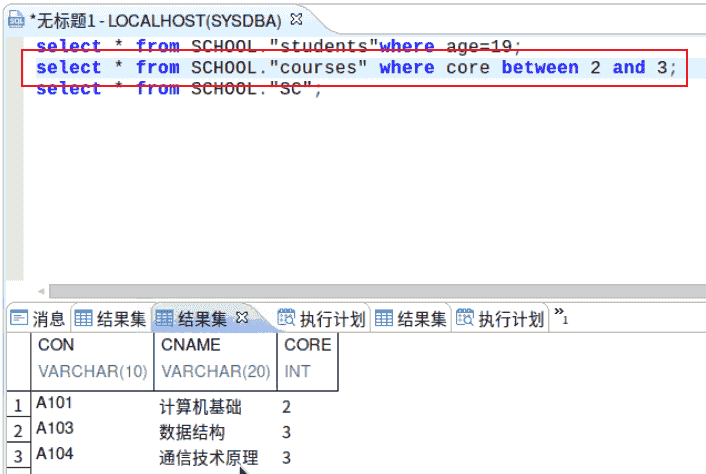 *无标题1 - LOCALHOST(SYSDBA)
select * from SCHOOL."students"where age=19;
select * from SCHOOL."courses" where core between 2 and 3;
select * from SCHOOL."SC";
消息 结果集 结果集 执行计划 结果集 执行计划 »1
CON CNAME CORE
VARCHAR(10) VARCHAR(20) INT
1 A101 计算机基础 2
2 A103 数据结构 3
3 A104 通信技术原理 3